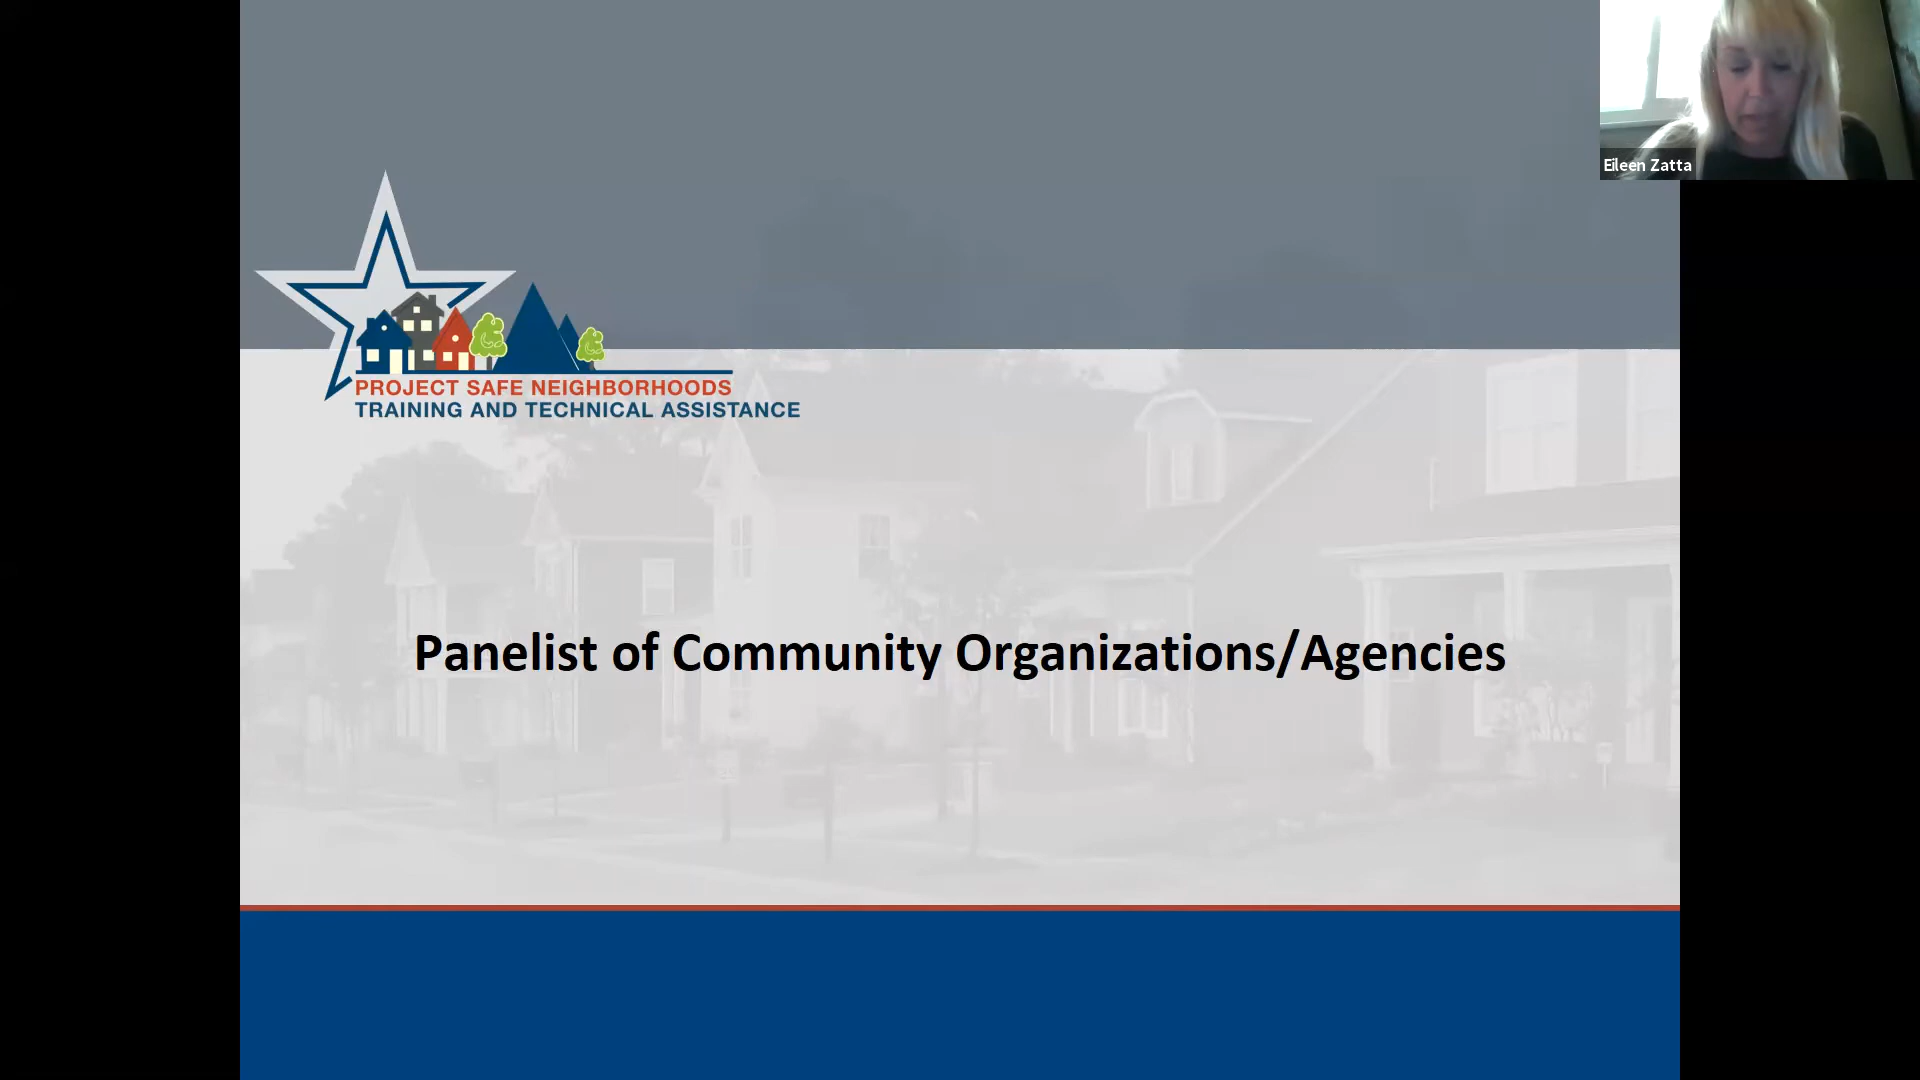 Eileen Zatta
PROJECT SAFE NEIGHBORHOODS
TRAINING AND TECHNICAL ASSISTANCE
Panelist of Community Organizations/Agencies